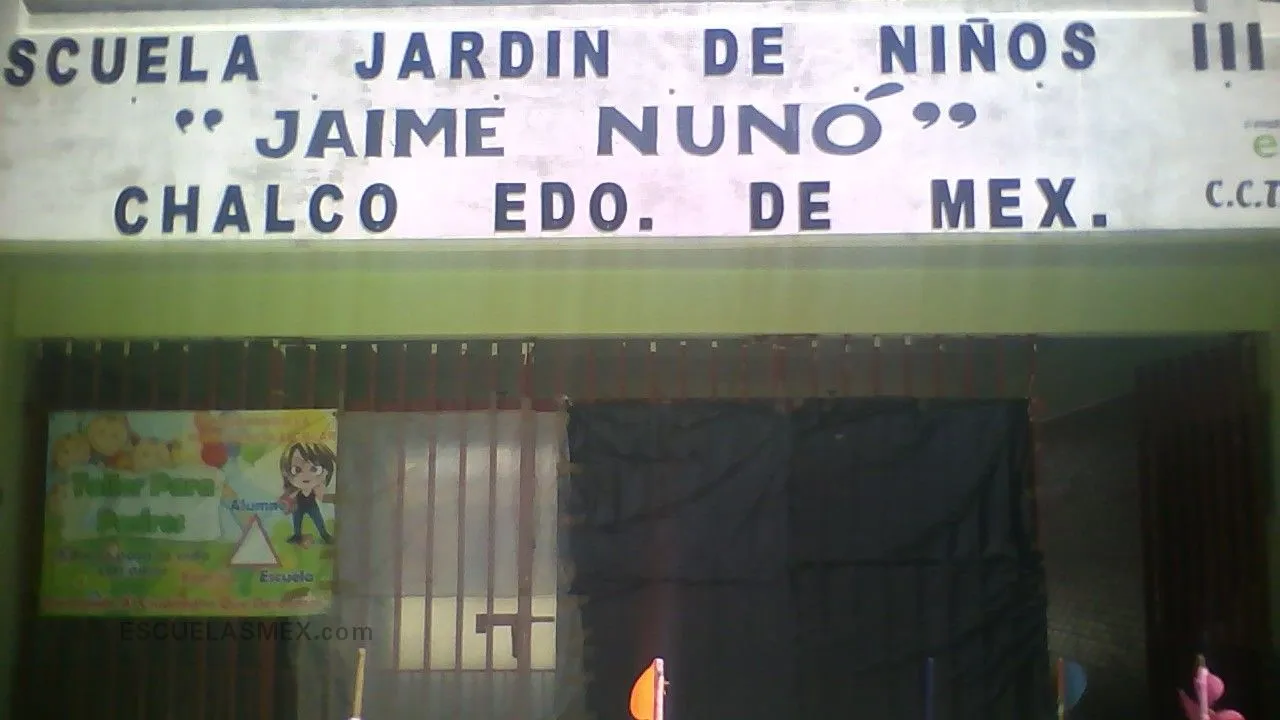 SCUELA JARDIN DE NIÑOS III
"JAIME NUNÓ"
CHALCO EDO. DE MEX.
C.C.T
Taller Para
Padres
Alumno
Escuela
ESCUELASMEX.com